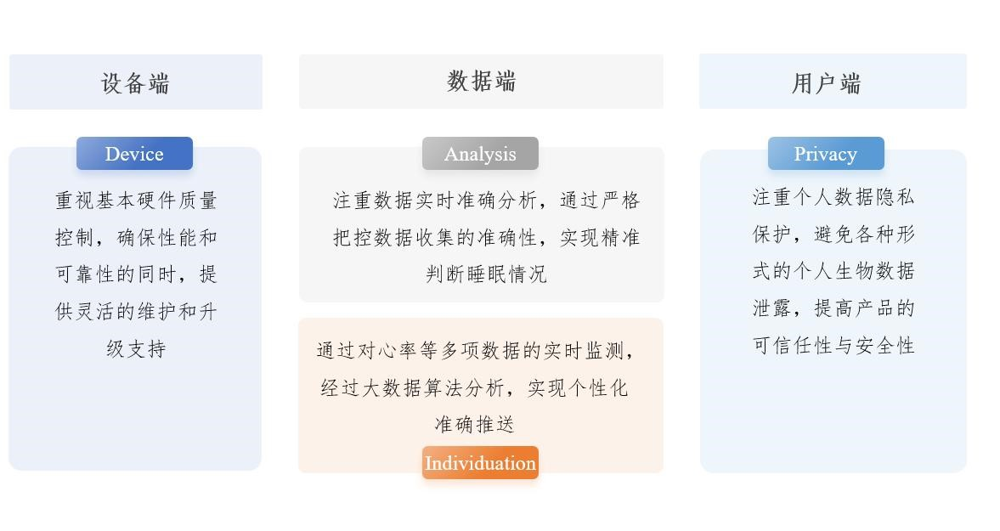 设备端
Device
重视基本硬件质量
控制，确保性能和
可靠性的同时，提
供灵活的维护和升
级支持
数据端
Analysis
注重数据实时准确分析，通过严格
把控数据收集的准确性，实现精准
判断睡眠情况
通过对心率等多项数据的实时监测，
经过大数据算法分析，实现个性化
准确推送
Individuation
用户端
Privacy
注重个人数据隐私
保护，避免各种形
式的个人生物数据
泄露，提高产品的
可信任性与安全性